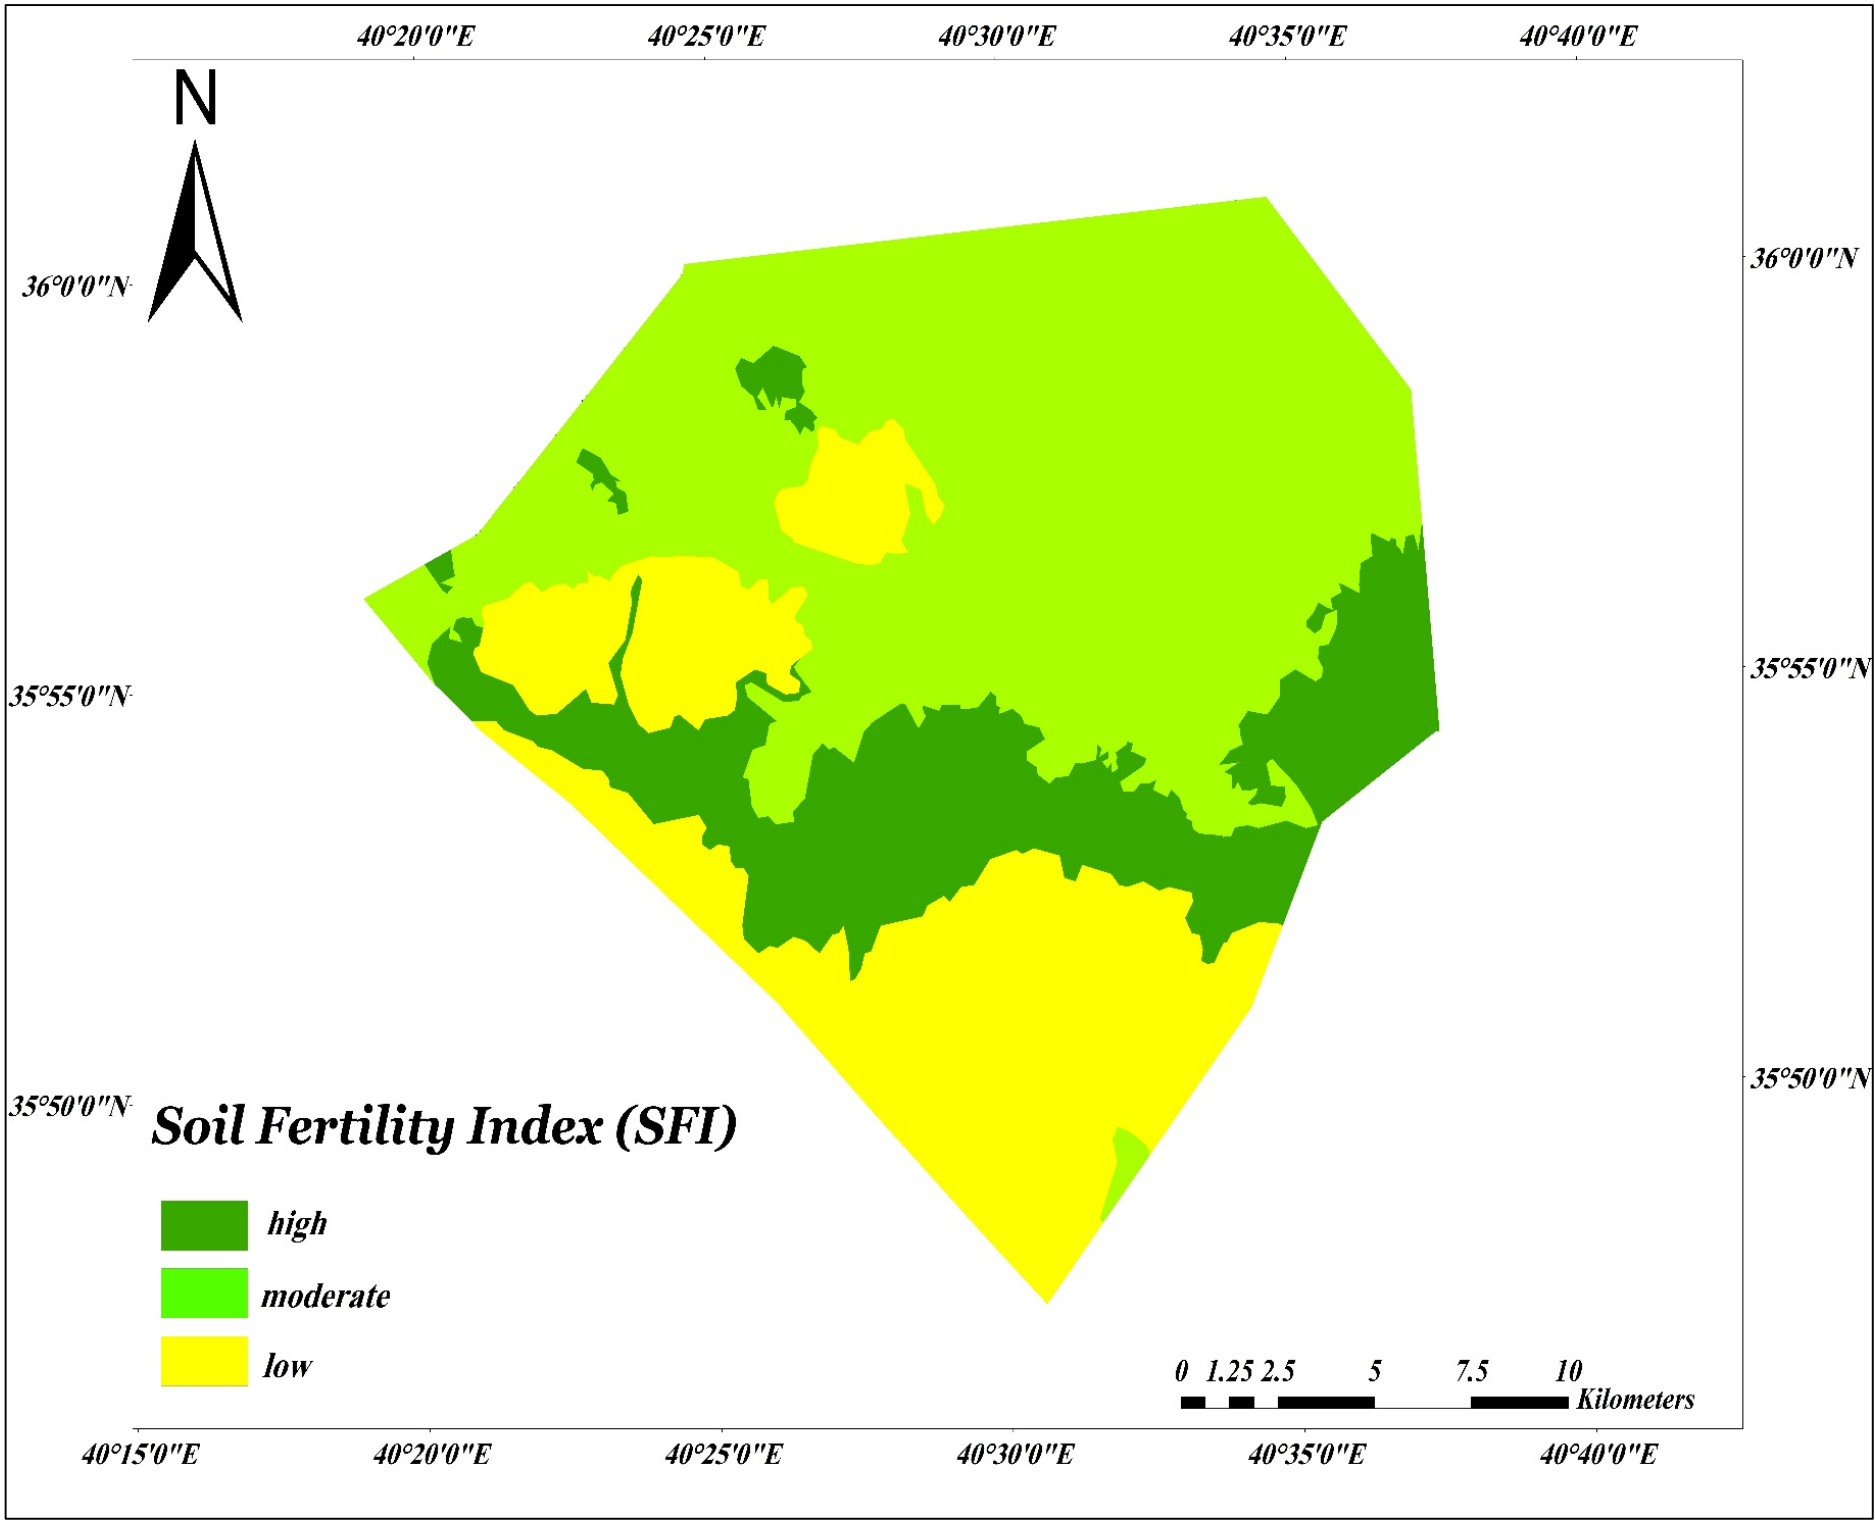 40°20'0"E 40°25'0"E 40°30'0"E 40°35'0"E 40°40'0"E
N
36°0'0"N 36°0'0"N
35°55'0"N 35°55'0"N
35°50'0"N 35°50'0"N
Soil Fertility Index (SFI)
high
moderate
low
0 1.25 2.5 5 7.5 10
Kilometers
40°15'0"E 40°20'0"E 40°25'0"E 40°30'0"E 40°35'0"E 40°40'0"E